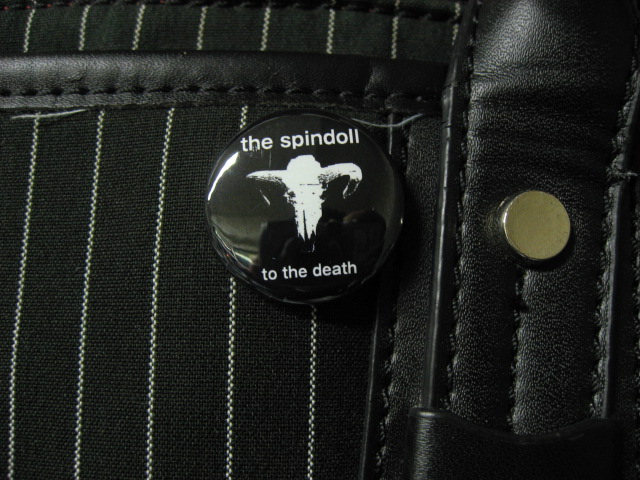 the spindoll
to the death